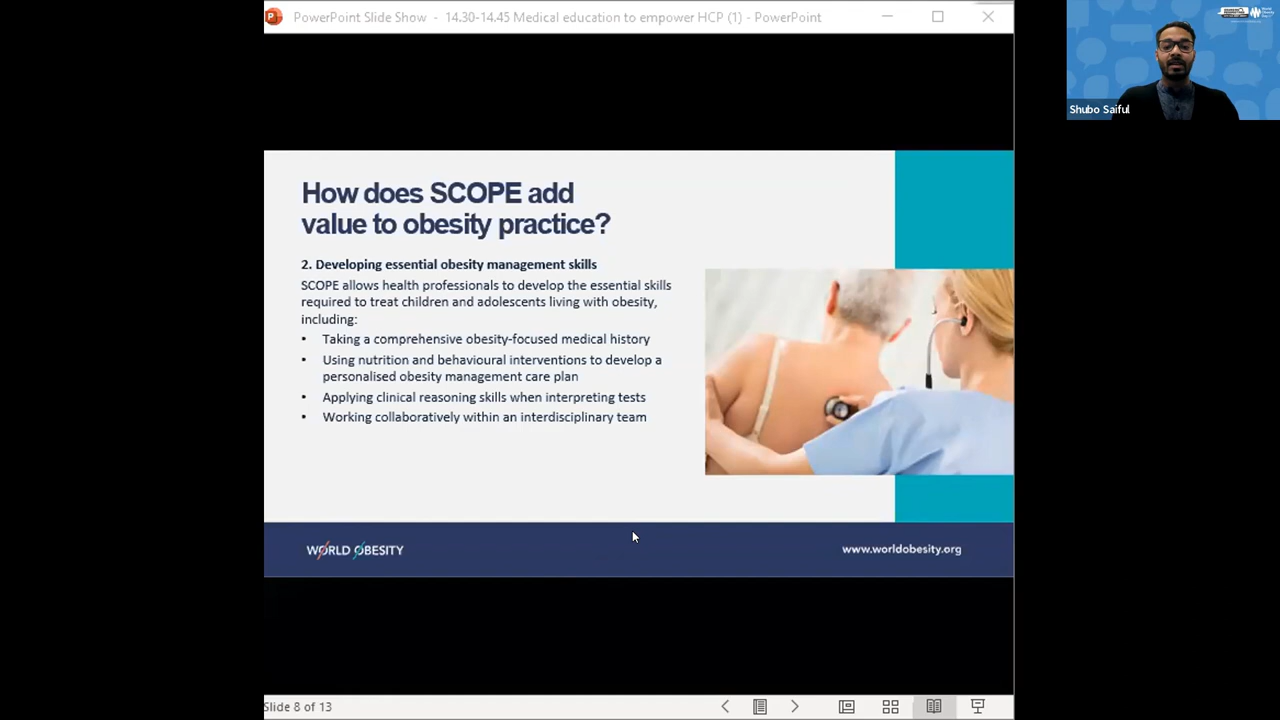 PowerPoint Slide Show - 14.30-14.45 Medical education to empower HCP (1) - PowerPoint
Shubo Saiful
How does SCOPE add
value to obesity practice?
2. Developing essential obesity management skills
SCOPE allows health professionals to develop the essential skills
required to treat children and adolescents living with obesity,
including:
• Taking a comprehensive obesity-focused medical history
• Using nutrition and behavioural interventions to develop a
personalised obesity management care plan
• Applying clinical reasoning skills when interpreting tests
• Working collaboratively within an interdisciplinary team
WORLD OBESITY
www.worldobesity.org
Slide 8 of 13